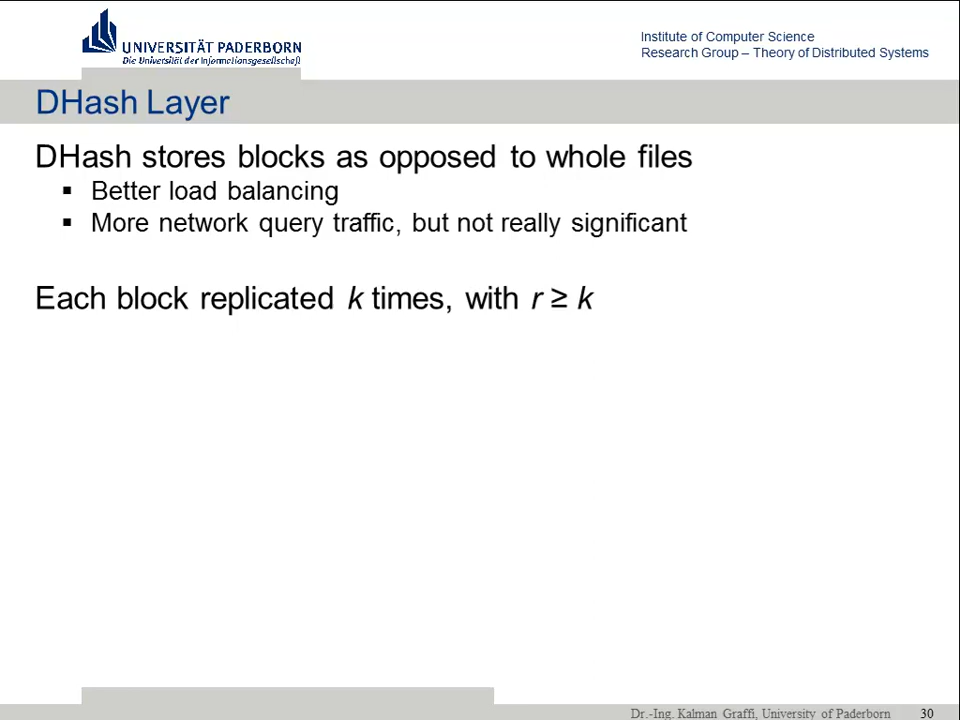 UNIVERSITÄT PADERBORN
Die Universität der Informationsgesellschaft
Institute of Computer Science
Research Group – Theory of Distributed Systems
DHash Layer
DHash stores blocks as opposed to whole files
▪ Better load balancing
▪ More network query traffic, but not really significant
Each block replicated k times, with r ≥ k
Dr.-Ing. Kalman Graffi, University of Paderborn 30